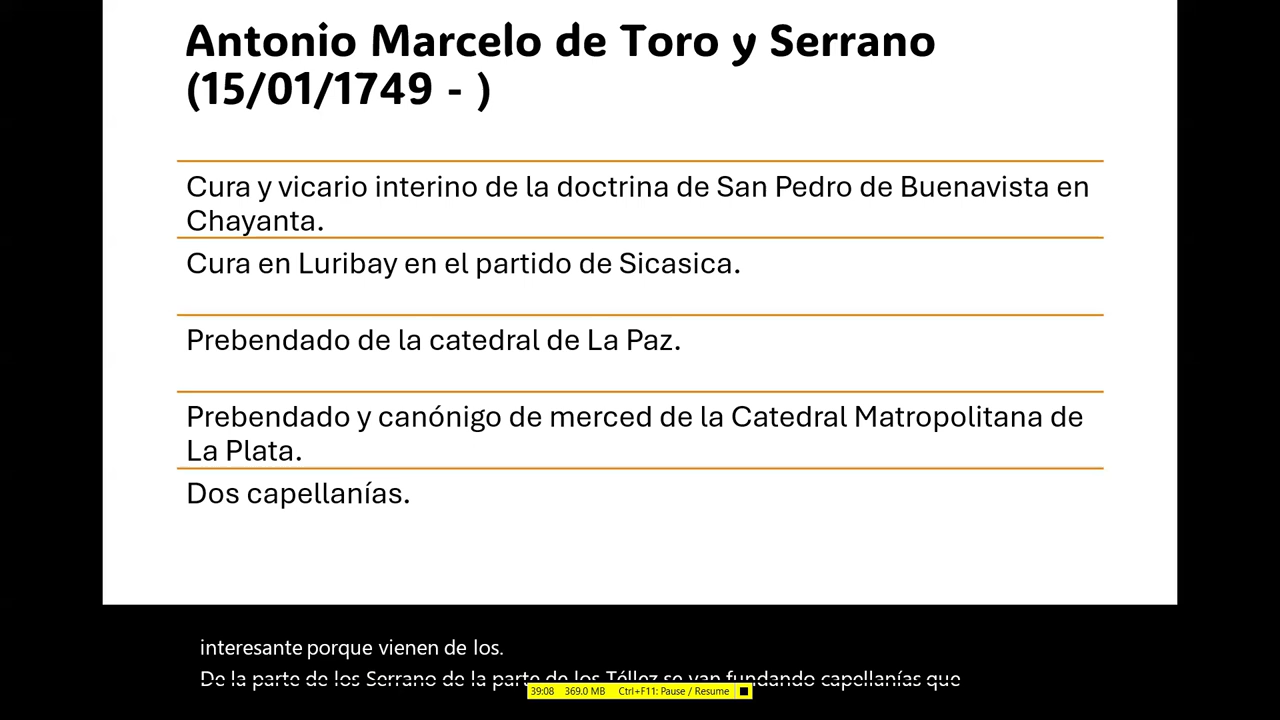 Antonio Marcelo de Toro y Serrano
(15/01/1749 - )
Cura y vicario interino de la doctrina de San Pedro de Buenavista en
Chayanta.
Cura en Luribay en el partido de Sicasica.
Prebendado de la catedral de La Paz.
Prebendado y canónigo de merced de la Catedral Matropolitana de
La Plata.
Dos capellanías.
interesante porque vienen de los.
De la parte de los Serrano de la parte de los Téllez se van fundando capellanías que
39:08 369.0 MB Ctrl+F11: Pause / Resume